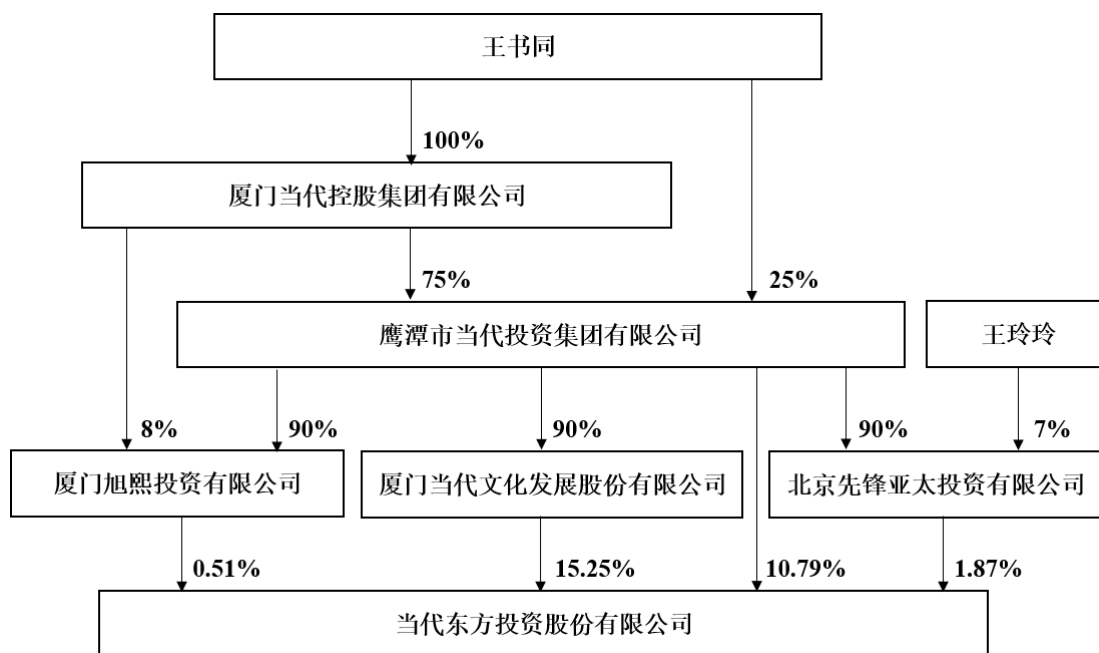 王书同
100%
厦门当代控股集团有限公司
75%
25%
鹰潭市当代投资集团有限公司
王玲玲
8%
90%
90%
90%
7%
厦门旭熙投资有限公司
厦门当代文化发展股份有限公司
北京先锋亚太投资有限公司
0.51%
15.25%
10.79%
1.87%
当代东方投资股份有限公司